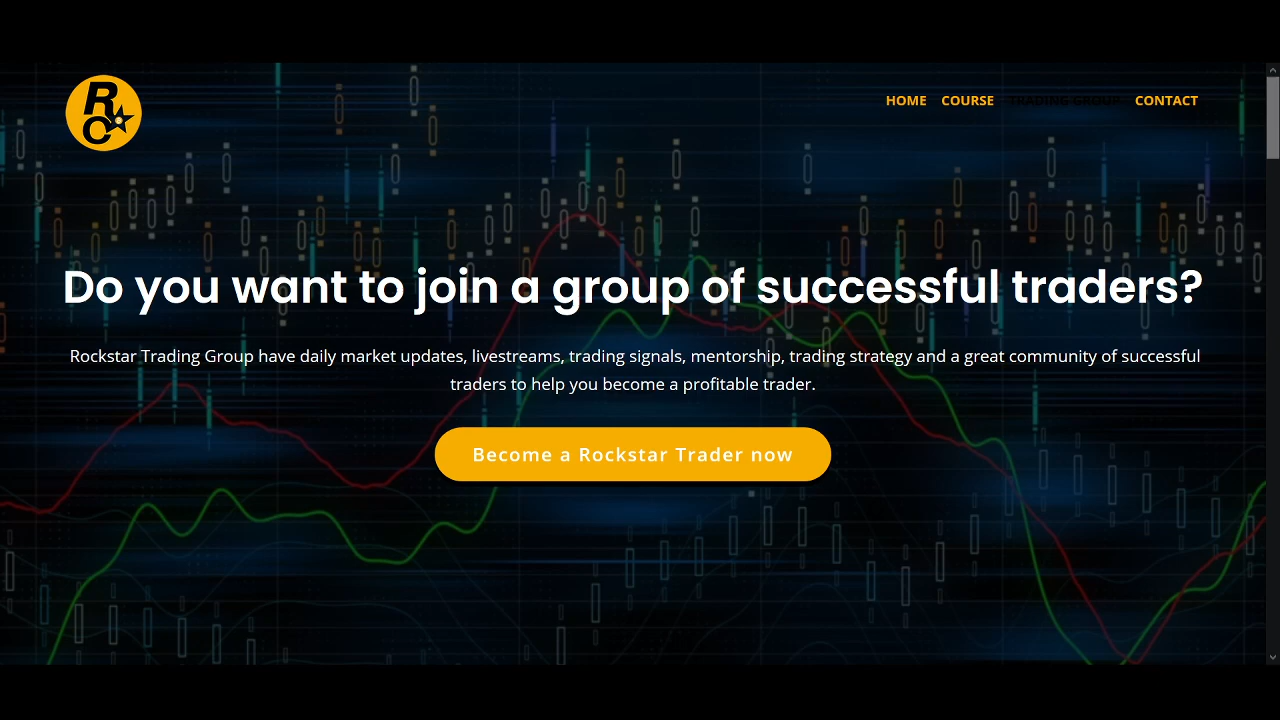 R
C
HOME COURSE TRADING GROUP CONTACT
Do you want to join a group of successful traders?
Rockstar Trading Group have daily market updates, livestreams, trading signals, mentorship, trading strategy and a great community of successful
traders to help you become a profitable trader.
Become a Rockstar Trader now